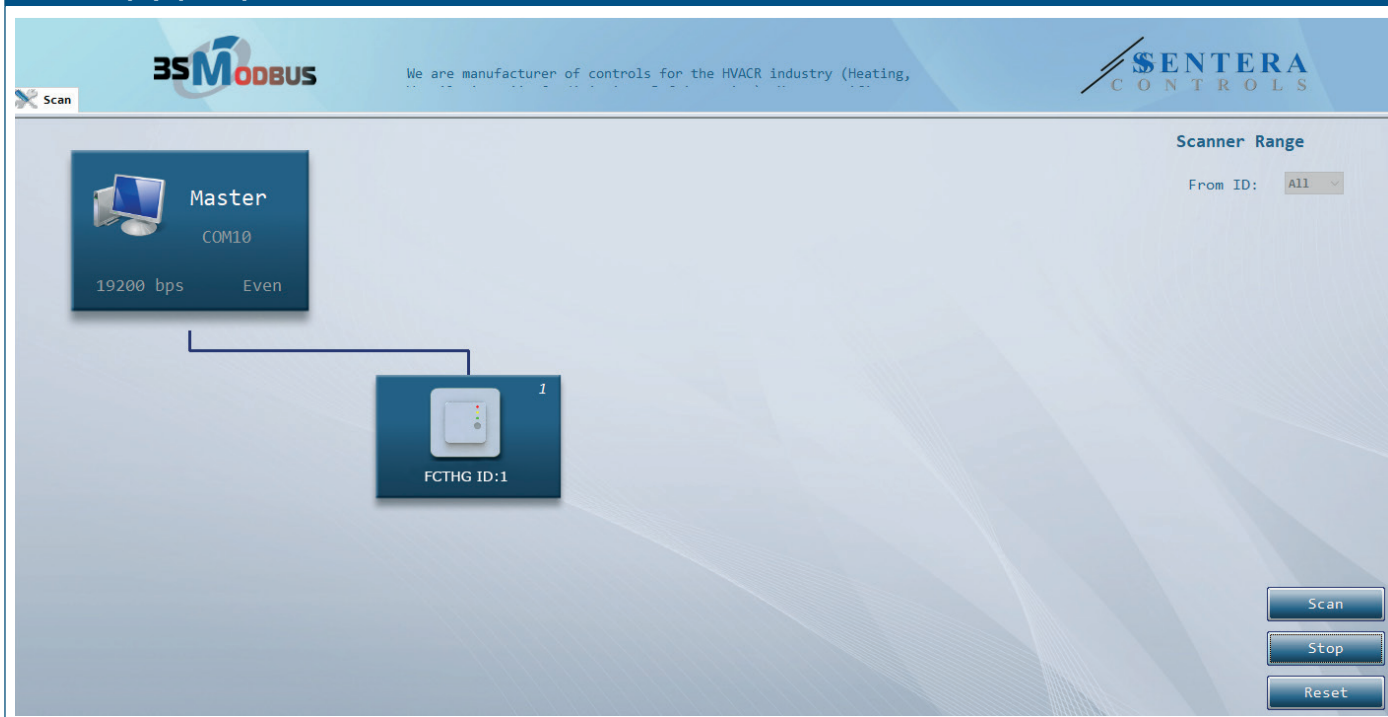 3SMODBUS
We are manufacturer of controls for the HVACR industry (Heating,
SENTERA
CONTROLS
Scan
Scanner Range
From ID: All
Master
COM10
19200 bps Even
1
FCTHG ID:1
Scan
Stop
Reset